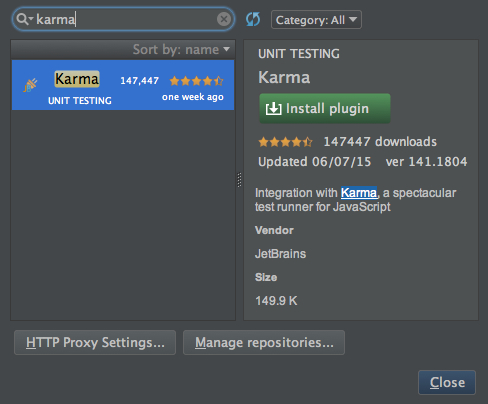 karma
Category: All
Sort by: name
Karma 147,447
UNIT TESTING one week ago
UNIT TESTING
Karma
Install plugin
147447 downloads
Updated 06/07/15 ver 141.1804
Integration with Karma, a spectacular
test runner for JavaScript
Vendor
JetBrains
Size
149.9 K
HTTP Proxy Settings...
Manage repositories...
Close